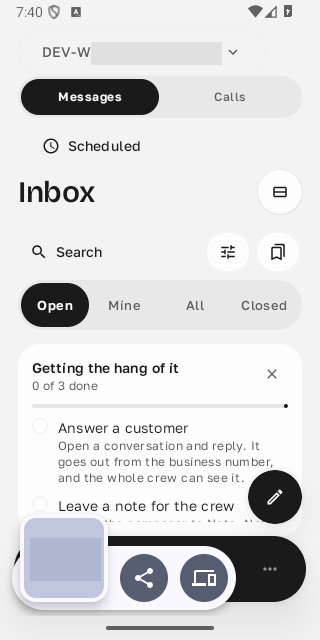 7:40
DEV-W
Messages
Calls
Scheduled
Inbox
Search
Open
Mine
All
Closed
Getting the hang of it
0 of 3 done
Answer a customer
Open a conversation and reply. It
goes out from the business number,
and the whole crew can see it.
Leave a note for the crew